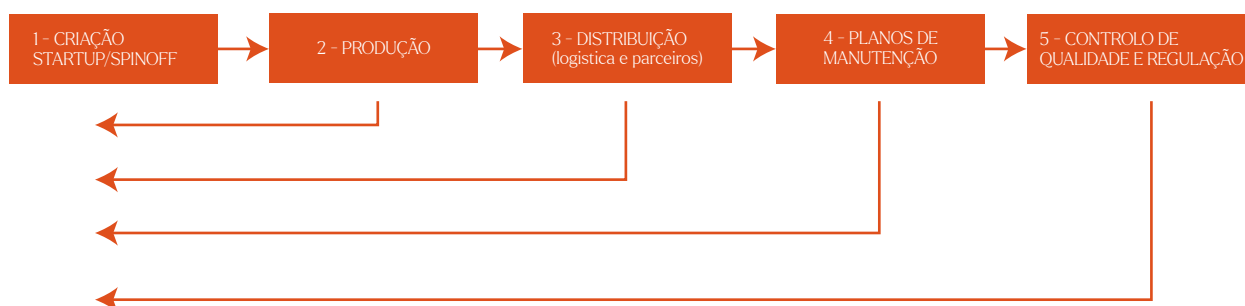 1 - CRIAÇÃO
STARTUP/SPINOFF
2 - PRODUÇÃO
3 - DISTRIBUIÇÃO
(logistica e parceiros)
4 - PLANOS DE
MANUTENÇÃO
5 - CONTROLO DE
QUALIDADE E REGULAÇÃO